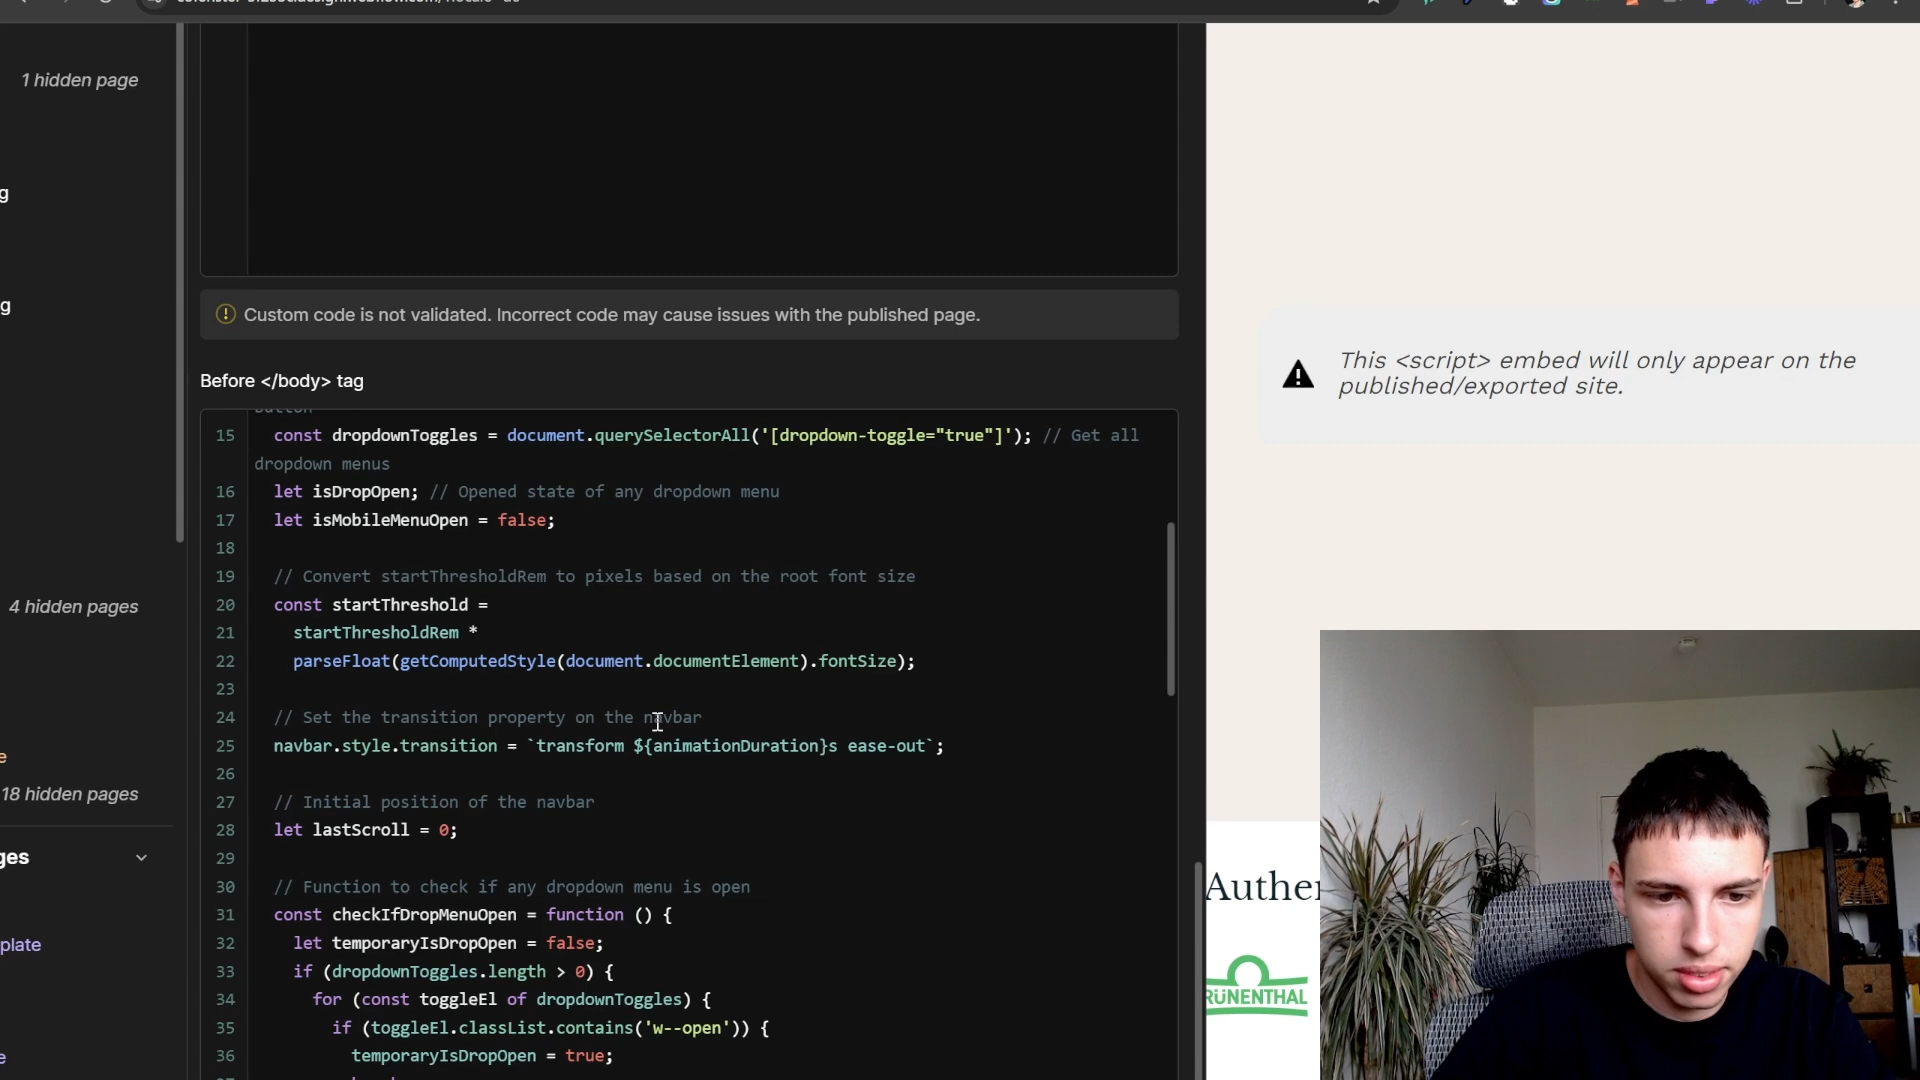 1 hidden page
g
g
4 hidden pages
e
18 hidden pages
ges
plate
e
Custom code is not validated. Incorrect code may cause issues with the published page.
Before </body> tag
button
15 const dropdownToggles = document.querySelectorAll('[dropdown-toggle="true"]'); // Get all
dropdown menus
16 let isDropOpen; // Opened state of any dropdown menu
17 let isMobileMenuOpen = false;
18
19 // Convert startThresholdRem to pixels based on the root font size
20 const startThreshold =
21 startThresholdRem *
22 parseFloat(getComputedStyle(document.documentElement).fontSize);
23
24 // Set the transition property on the navbar
25 navbar.style.transition = `transform ${animationDuration}s ease-out`;
26
27 // Initial position of the navbar
28 let lastScroll = 0;
29
30 // Function to check if any dropdown menu is open
31 const checkIfDropMenuOpen = function () {
32 let temporaryIsDropOpen = false;
33 if (dropdownToggles.length > 0) {
34 for (const toggleEl of dropdownToggles) {
35 if (toggleEl.classList.contains('w--open')) {
36 temporaryIsDropOpen = true;
This <script> embed will only appear on the
published/exported site.
Auther
RÜNENTHAL